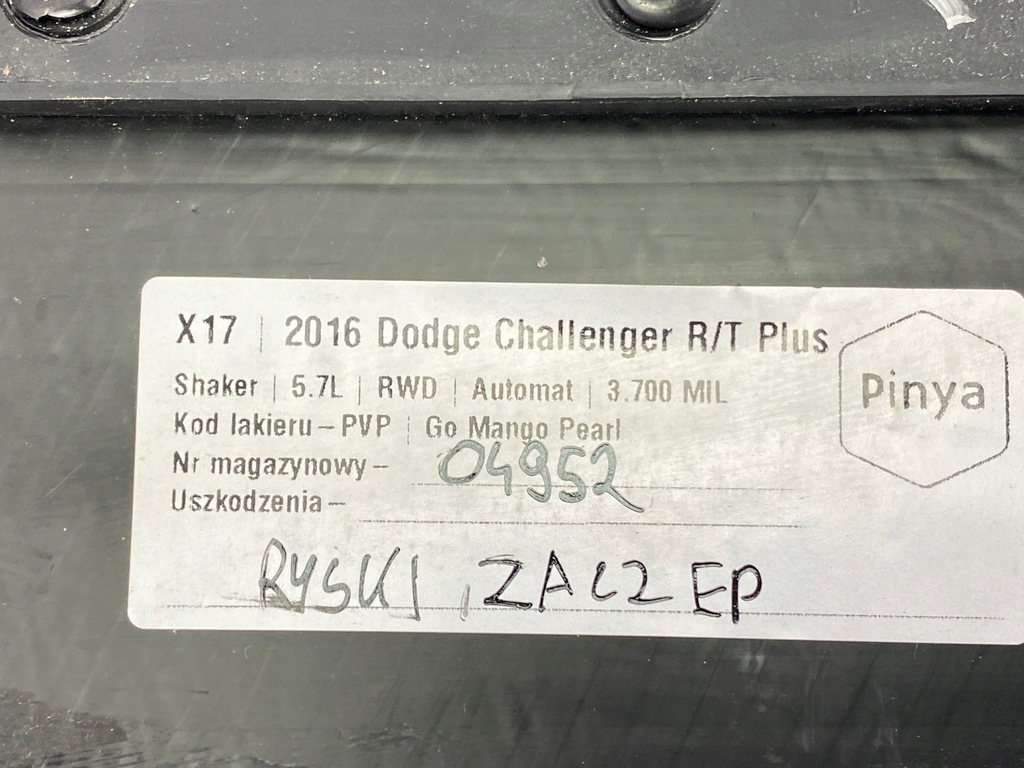 X17 | 2016 Dodge Challenger R/T Plus
Shaker | 5.7L | RWD | Automat | 3.700 MIL
Pinya
Kod lakieru – PVP | Go Mango Pearl
Nr magazynowy – 04952
Uszkodzenia –
RYSKI, ZACZEP